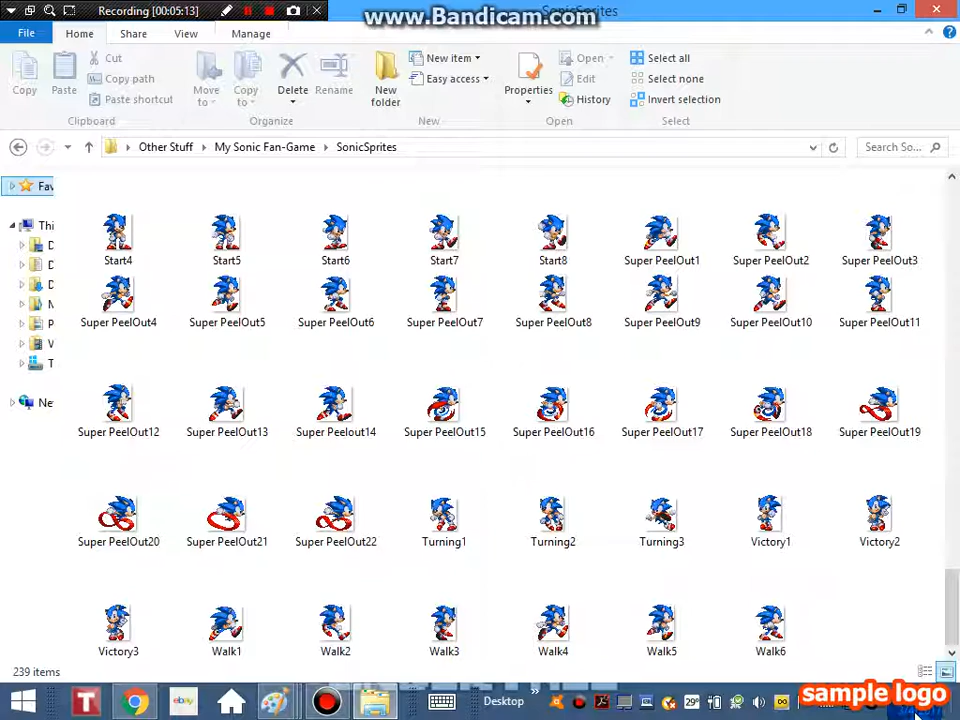 Recording [00:05:13]
www.Bandicam.com
SonicSprites
File Home Share View Manage
Copy Paste Cut Copy path Paste shortcut Clipboard
Move to Copy to Delete Rename Organize
New folder New item Easy access New
Properties Open Edit History Open
Select all Select none Invert selection Select
Other Stuff My Sonic Fan-Game SonicSprites Search So...
Fav
Thi
D
D
D
N
P
V
T
Ne
Start4 Start5 Start6 Start7 Start8 Super PeelOut1 Super PeelOut2 Super PeelOut3
Super PeelOut4 Super PeelOut5 Super PeelOut6 Super PeelOut7 Super PeelOut8 Super PeelOut9 Super PeelOut10 Super PeelOut11
Super PeelOut12 Super PeelOut13 Super PeelOut14 Super PeelOut15 Super PeelOut16 Super PeelOut17 Super PeelOut18 Super PeelOut19
Super PeelOut20 Super PeelOut21 Super PeelOut22 Turning1 Turning2 Turning3 Victory1 Victory2
Victory3 Walk1 Walk2 Walk3 Walk4 Walk5 Walk6
239 items
T ebay Desktop 29°
sample logo